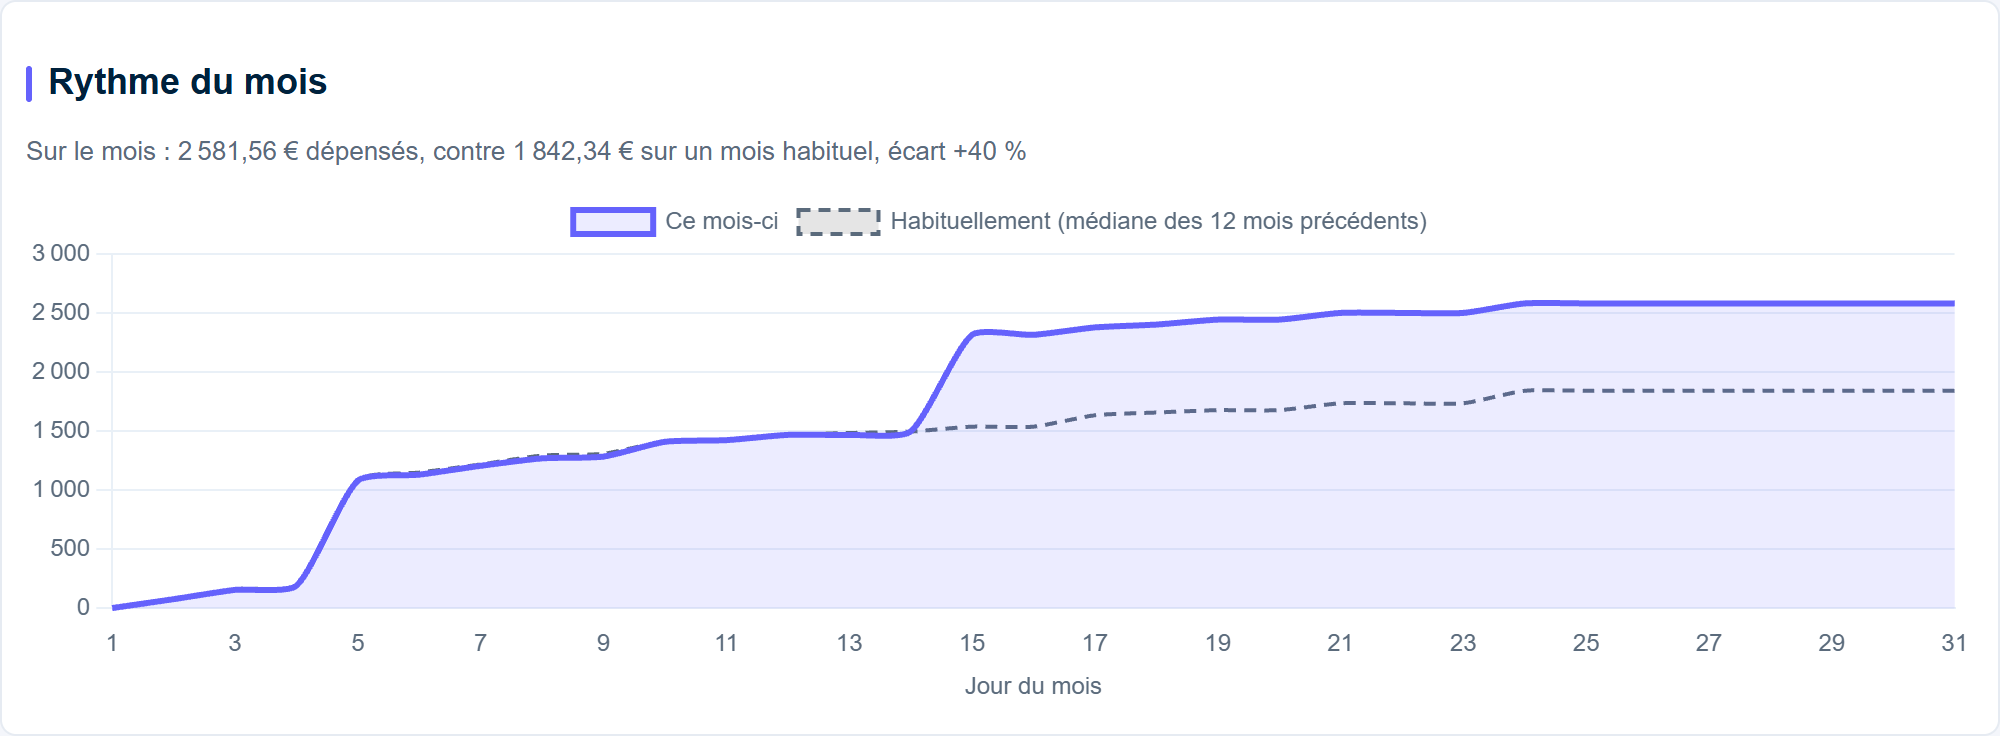 Rythme du mois
Sur le mois : 2 581,56 € dépensés, contre 1 842,34 € sur un mois habituel, écart +40 %
Ce mois-ci
Habituellement (médiane des 12 mois précédents)
3 000
2 500
2 000
1 500
1 000
500
0
1 3 5 7 9 11 13 15 17 19 21 23 25 27 29 31
Jour du mois